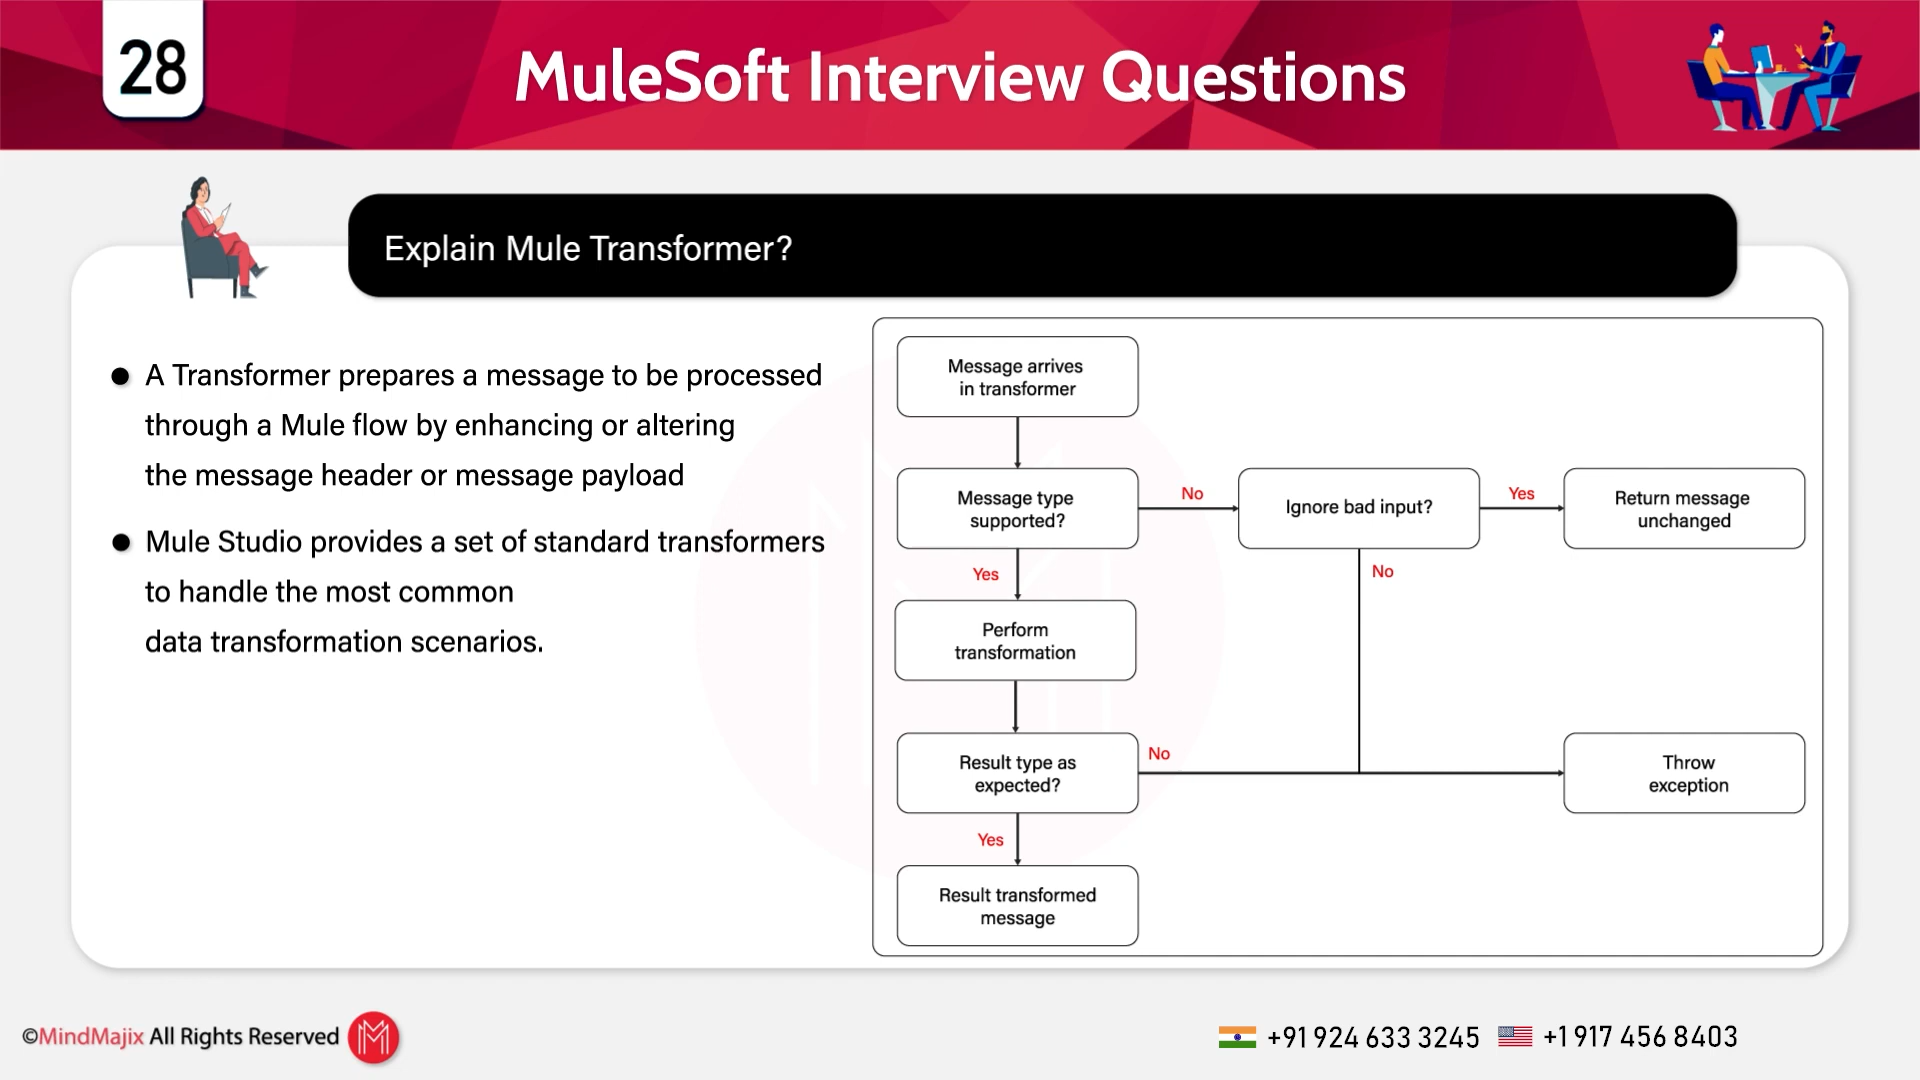 28
MuleSoft Interview Questions
Explain Mule Transformer?
A Transformer prepares a message to be processed
through a Mule flow by enhancing or altering
the message header or message payload
Mule Studio provides a set of standard transformers
to handle the most common
data transformation scenarios.
Message arrives
in transformer
Message type
supported?
No
Ignore bad input?
Yes
Return message
unchanged
Yes
No
Perform
transformation
Result type as
expected?
No
Throw
exception
Yes
Result transformed
message
©MindMajix All Rights Reserved
+91 924 633 3245
+1 917 456 8403